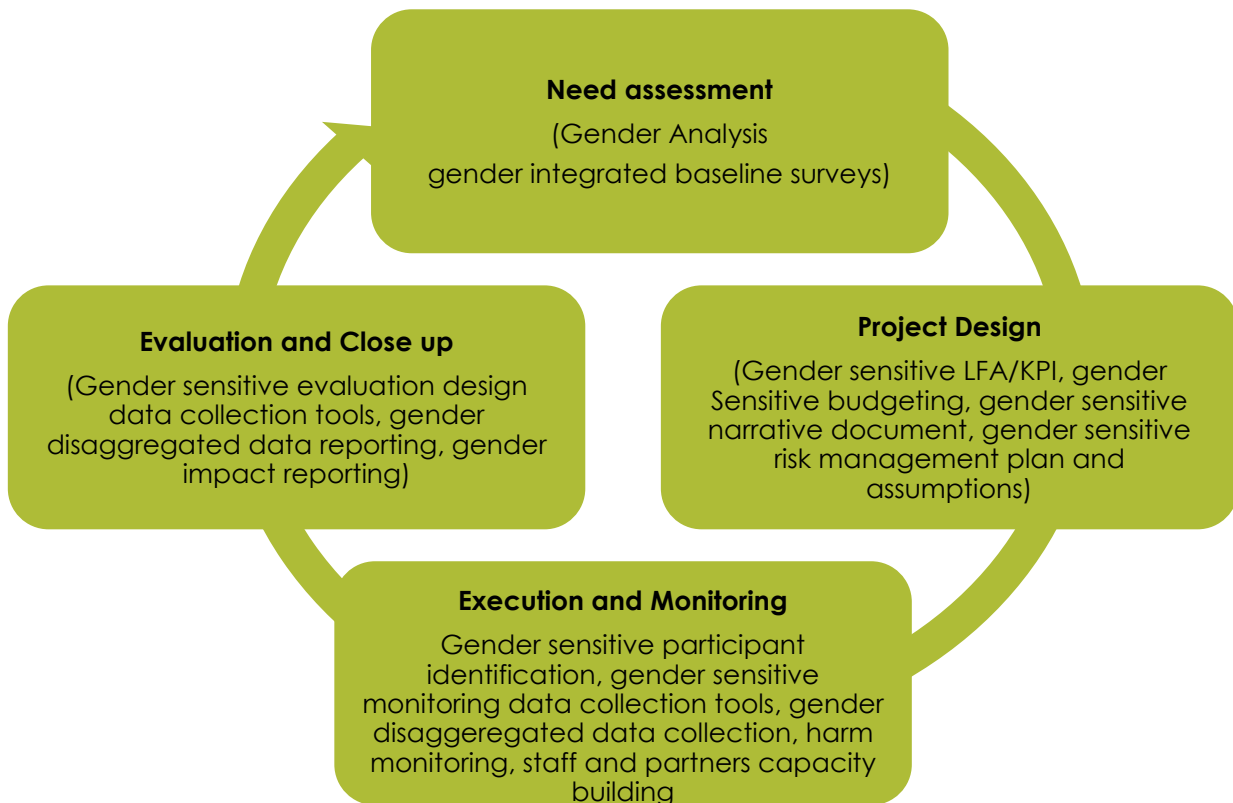 Need assessment
(Gender Analysis
gender integrated baseline surveys)
Project Design
(Gender sensitive LFA/KPI, gender
Sensitive budgeting, gender sensitive
narrative document, gender sensitive
risk management plan and
assumptions)
Execution and Monitoring
Gender sensitive participant
identification, gender sensitive
monitoring data collection tools, gender
disaggeregated data collection, harm
monitoring, staff and partners capacity
building
Evaluation and Close up
(Gender sensitive evaluation design
data collection tools, gender
disaggregated data reporting, gender
impact reporting)